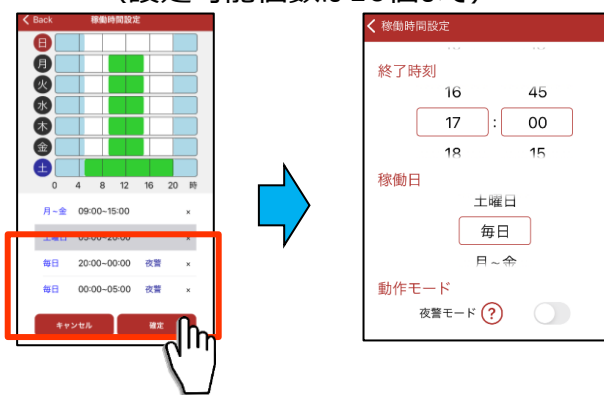 (設定可能個数は20個まで)
Back 稼働時間設定
日
月
火
水
木
金
土
0 4 8 12 16 20 時
月~金 09:00~15:00 ×
土曜日 05:00~20:00
毎日 20:00~00:00 夜警 ×
毎日 00:00~05:00 夜警 ×
キャンセル 確定
稼働時間設定
終了時刻
16 45
17 : 00
18 15
稼働日
土曜日
毎日
月~金
動作モード
夜警モード ?